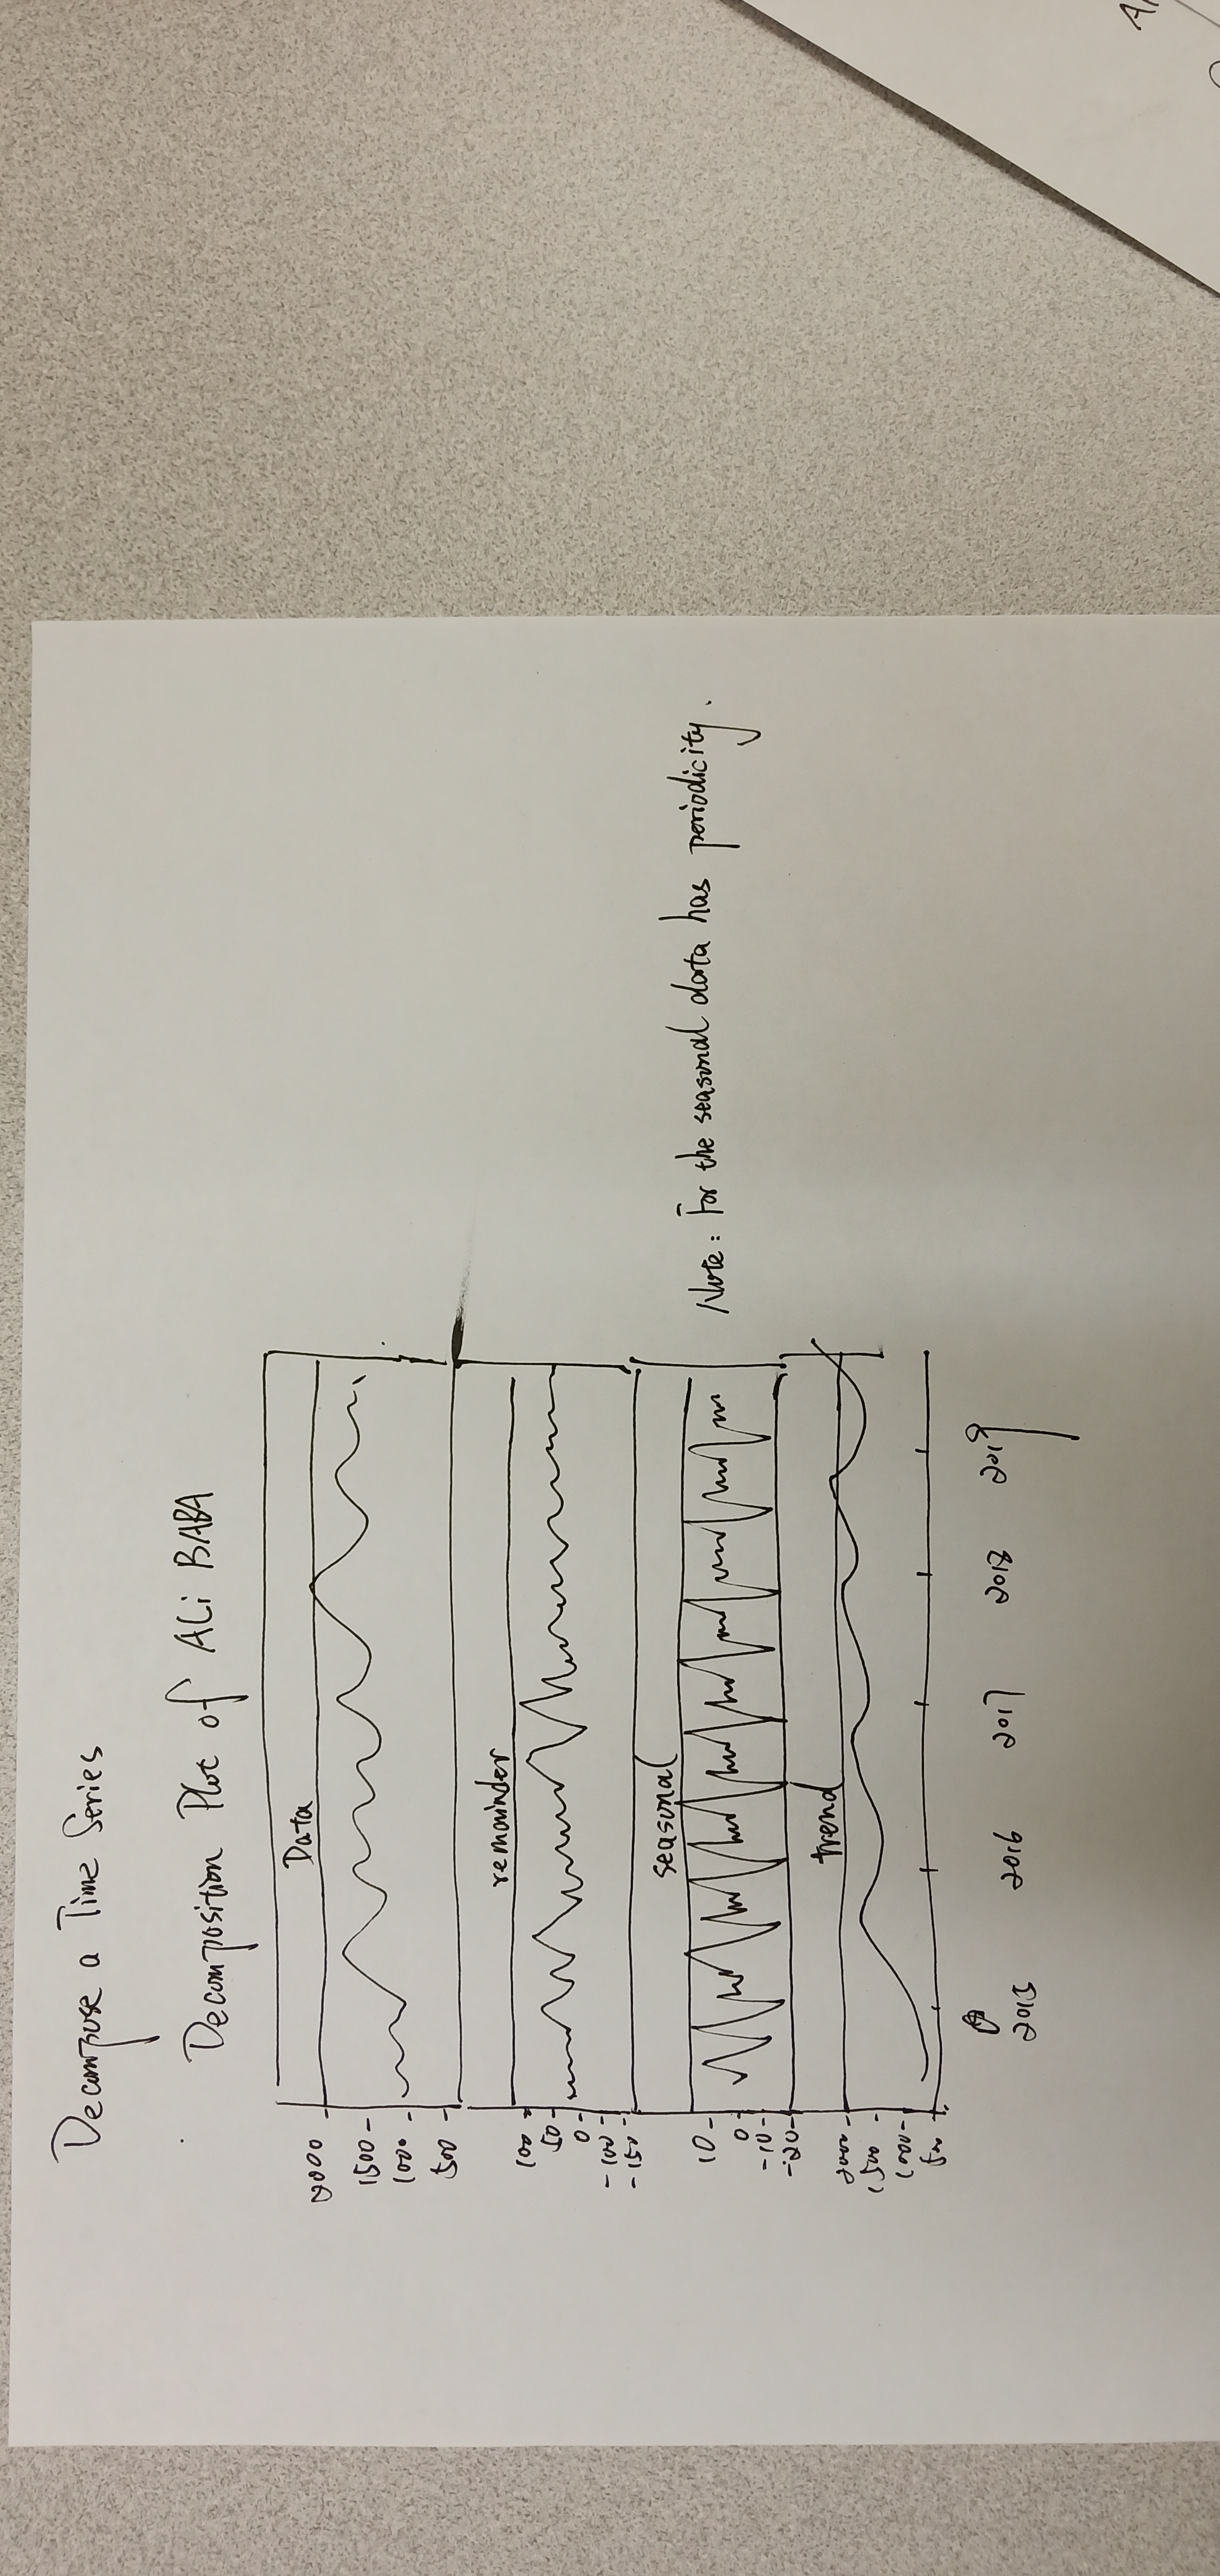 Decompose a Time Series
Decomposition Plot of ALi BABA
Data
2000
1500
1000
500
remainder
100
50
0
-100
-150
seasonal
10
0
-10
-20
Note: For the seasonal data has periodicity.
trend
2000
1500
1000
500
2015 2016 2017 2018 2019